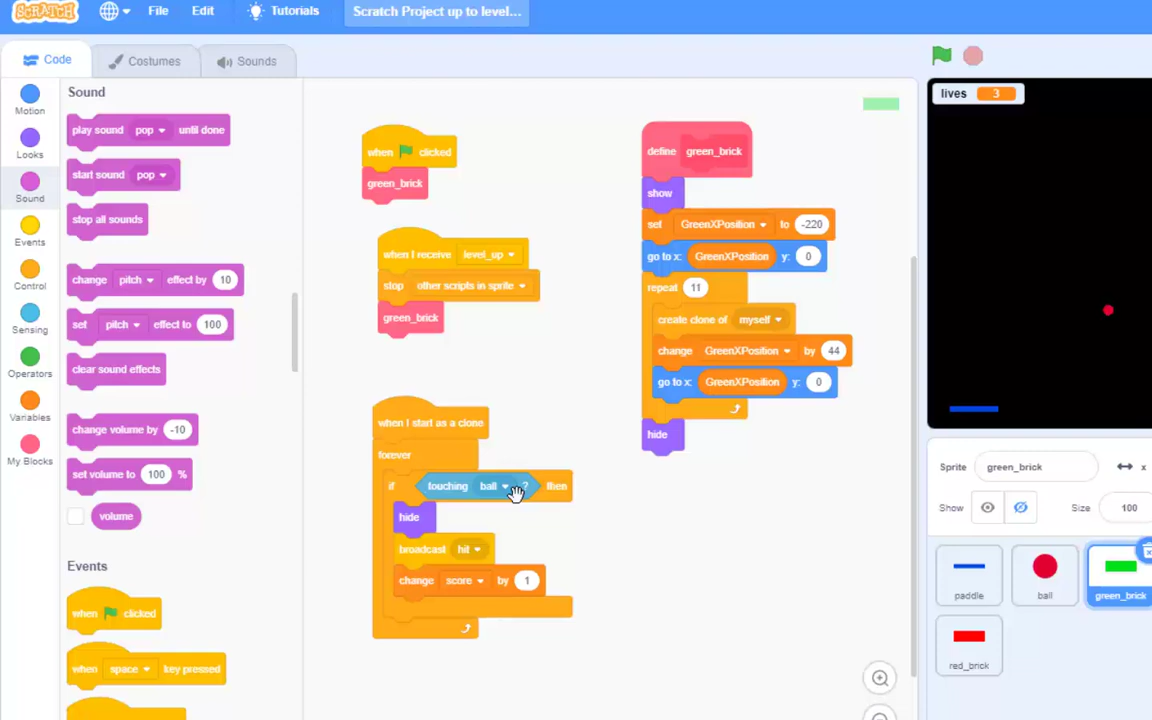 SCRATCH
File
Edit
Tutorials
Scratch Project up to level...
Code
Costumes
Sounds
Motion
Looks
Sound
Events
Control
Sensing
Operators
Variables
My Blocks
Sound
play sound pop until done
start sound pop
stop all sounds
change pitch effect by 10
set pitch effect to 100
clear sound effects
change volume by -10
set volume to 100 %
volume
Events
when clicked
when space key pressed
when clicked
green_brick
when I receive level_up
stop other scripts in sprite
green_brick
when I start as a clone
forever
if touching ball ? then
hide
broadcast hit
change score by 1
define green_brick
show
set GreenXPosition to -220
go to x: GreenXPosition y: 0
repeat 11
create clone of myself
change GreenXPosition by 44
go to x: GreenXPosition y: 0
hide
lives 3
Sprite green_brick x
Show Size 100
paddle
ball
green_brick
red_brick